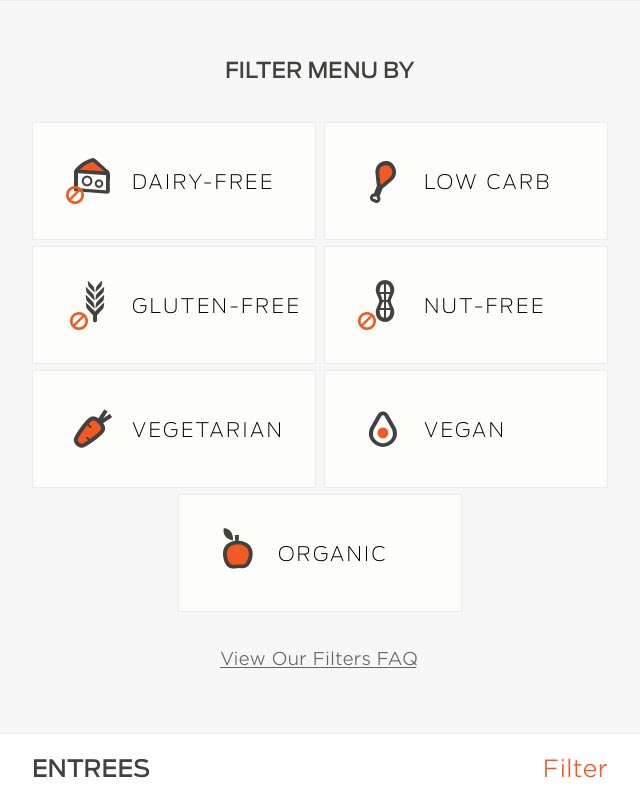 FILTER MENU BY
DAIRY-FREE
LOW CARB
GLUTEN-FREE
NUT-FREE
VEGETARIAN
VEGAN
ORGANIC
View Our Filters FAQ
ENTREES
Filter